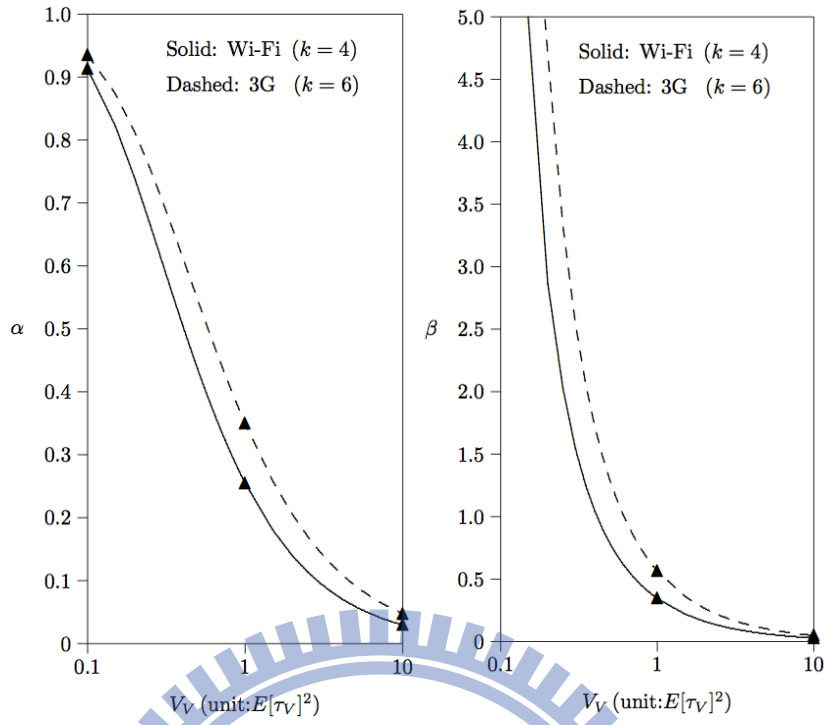 1.0
0.9
0.8
0.7
0.6
0.5
0.4
0.3
0.2
0.1
0
α
Solid: Wi-Fi (k = 4)
Dashed: 3G (k = 6)
0.1 1 10
V_V (unit:E[τ_V]²)
5.0
4.5
4.0
3.5
3.0
2.5
2.0
1.5
1.0
0.5
0
β
Solid: Wi-Fi (k = 4)
Dashed: 3G (k = 6)
0.1 1 10
V_V (unit:E[τ_V]²)